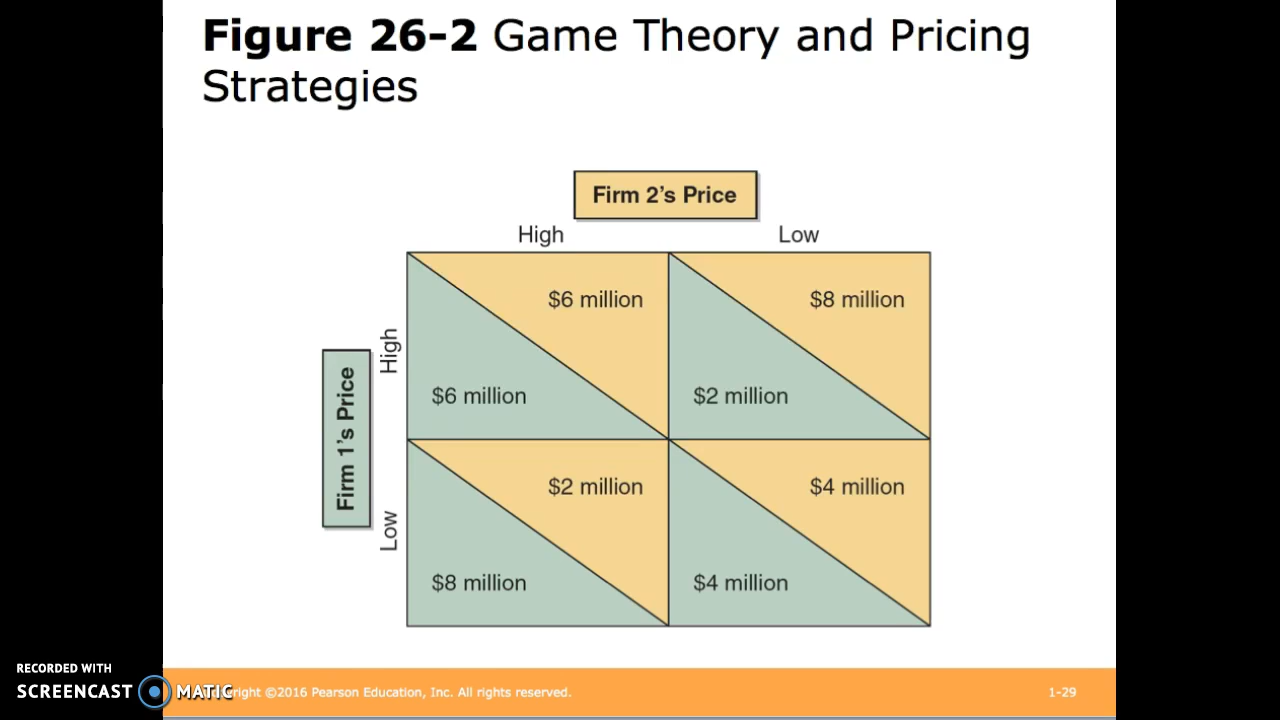 Figure 26-2 Game Theory and Pricing
Strategies
Firm 2's Price
High
Low
Firm 1's Price
High
$6 million
$6 million
$8 million
$2 million
Low
$2 million
$8 million
$4 million
$4 million
RECORDED WITH
SCREENCAST MATIC
©2016 Pearson Education, Inc. All rights reserved.
1-29